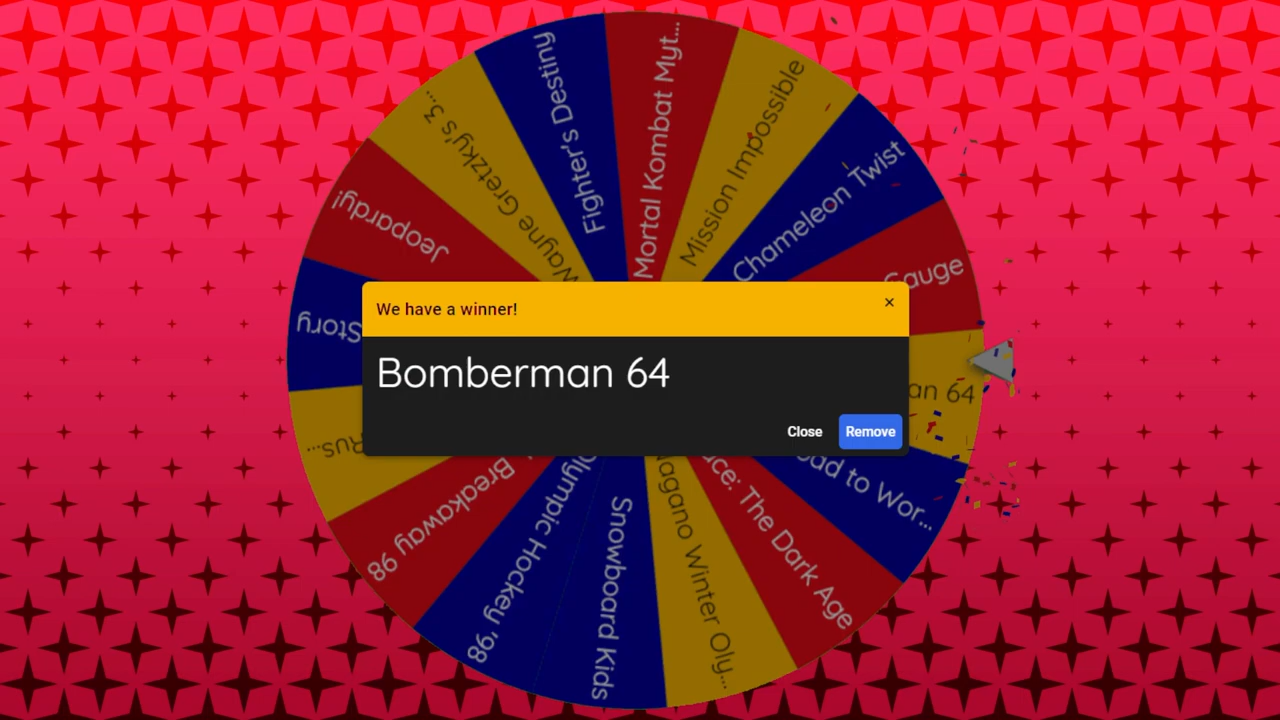 We have a winner!
×
Bomberman 64
Close
Remove
Fighter's Destiny
Mortal Kombat Myt...
Mission Impossible
Chameleon Twist
Gauge
an 64
ad to Wor...
ce: The Dark Age
Nagano Winter Oly...
Snowboard Kids
Olympic Hockey '98
Breakaway 98
Rus...
Story
Jeopardy!
Wayne Gretzky's 3...